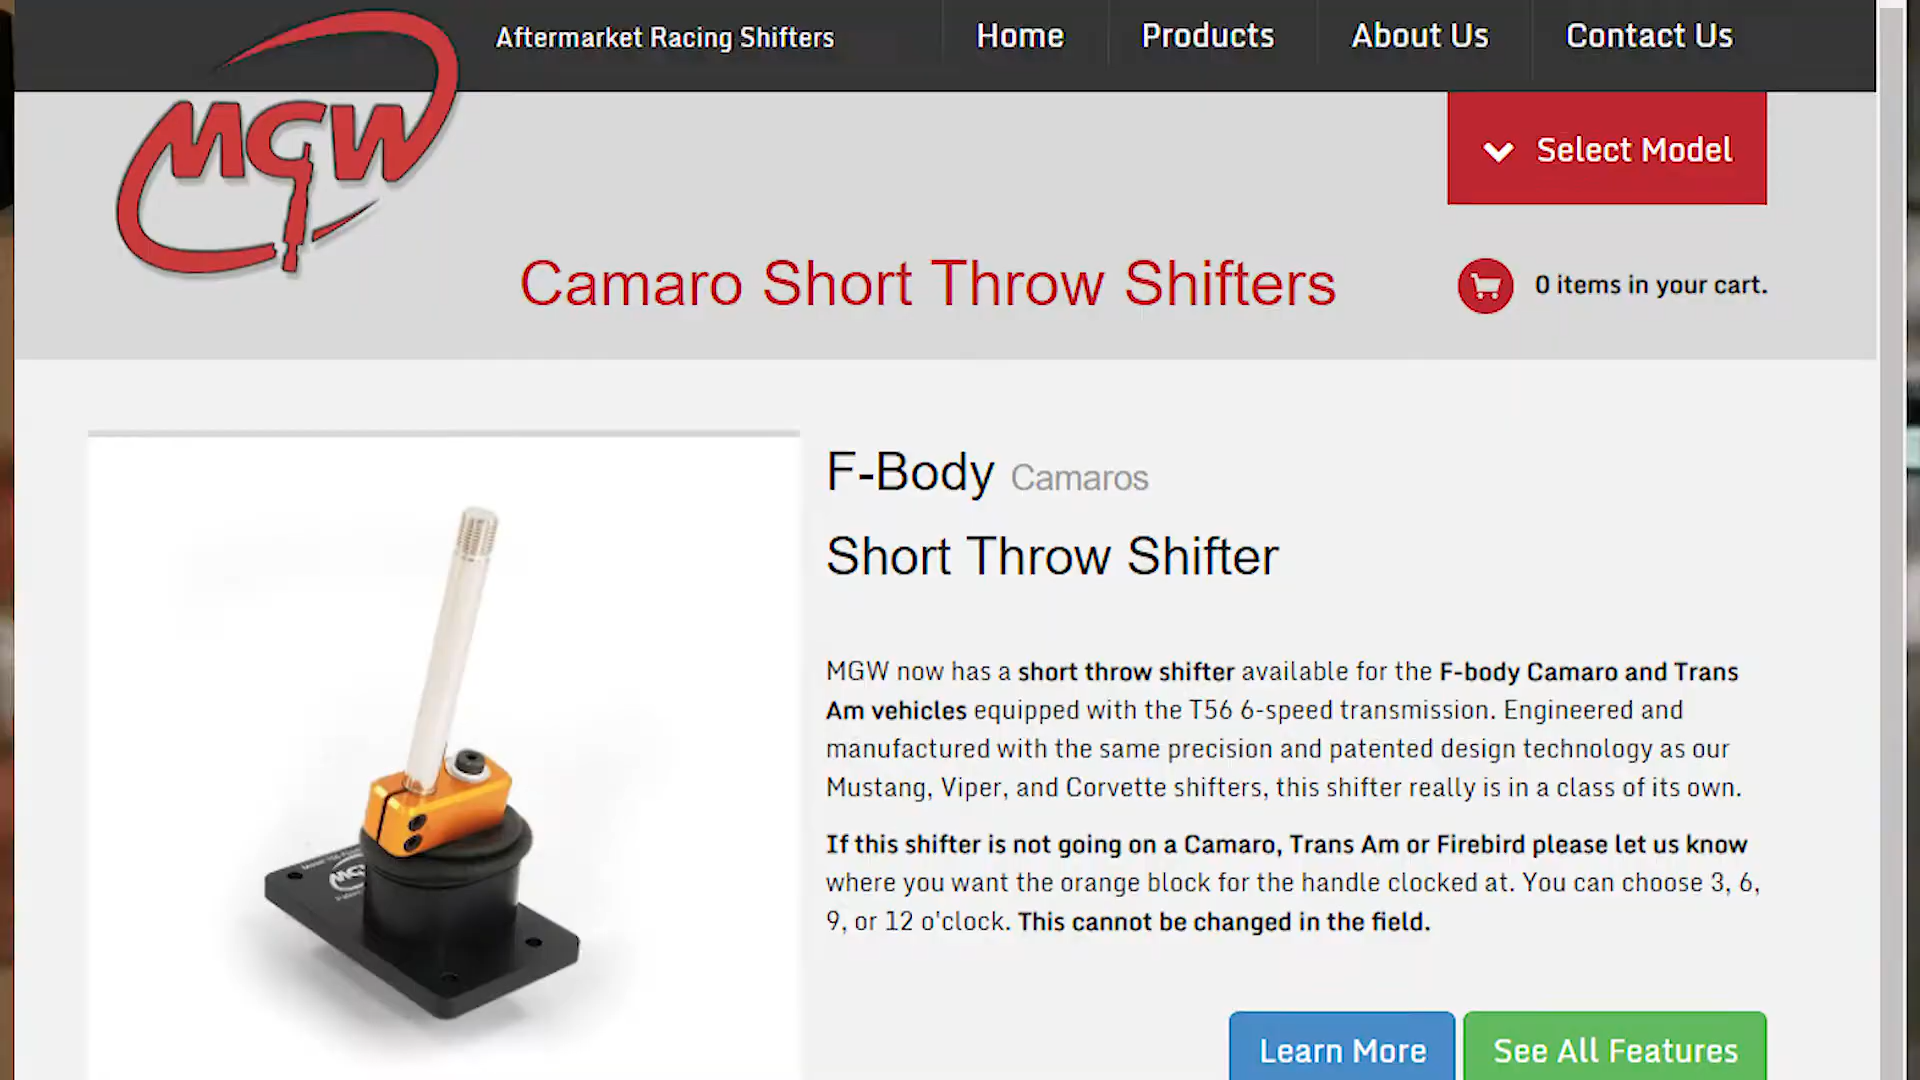 MGW
Aftermarket Racing Shifters
Home
Products
About Us
Contact Us
Select Model
Camaro Short Throw Shifters
0 items in your cart.
F-Body Camaros
Short Throw Shifter
MGW now has a short throw shifter available for the F-body Camaro and Trans
Am vehicles equipped with the T56 6-speed transmission. Engineered and
manufactured with the same precision and patented design technology as our
Mustang, Viper, and Corvette shifters, this shifter really is in a class of its own.
If this shifter is not going on a Camaro, Trans Am or Firebird please let us know
where you want the orange block for the handle clocked at. You can choose 3, 6,
9, or 12 o'clock. This cannot be changed in the field.
MGW
Learn More
See All Features